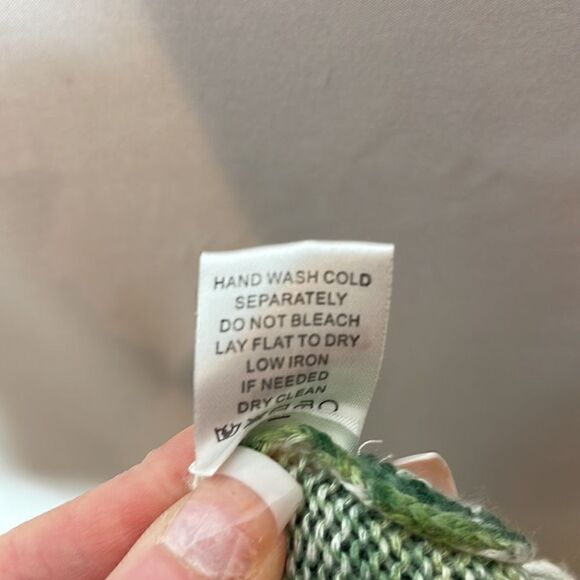 HAND WASH COLD
SEPARATELY
DO NOT BLEACH
LAY FLAT TO DRY
LOW IRON
IF NEEDED
DRY CLEAN